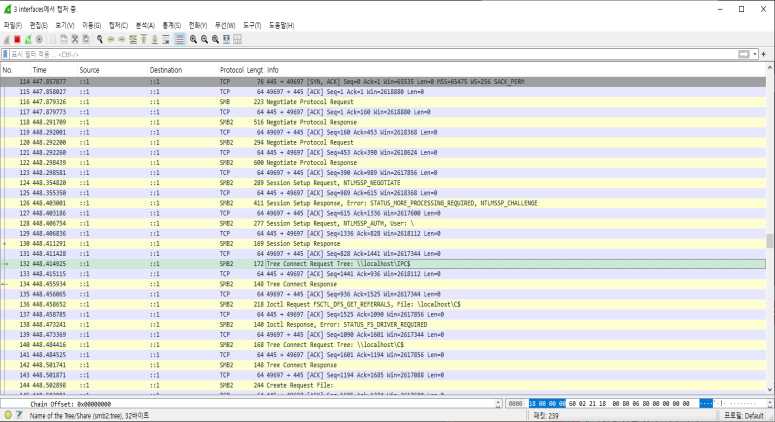 3 interfaces에서 캡처 중
파일(F) 편집(E) 보기(V) 이동(G) 캡처(C) 분석(A) 통계(S) 전화(Y) 무선(W) 도구(T) 도움말(H)
표시 필터 적용 … <Ctrl-/>
No. Time Source Destination Protocol Lengt Info
114 447.857877 ::1 ::1 TCP 76 445 → 49697 [SYN, ACK] Seq=0 Ack=1 Win=65535 Len=0 MSS=65475 WS=256 SACK_PERM
115 447.858027 ::1 ::1 TCP 64 49697 → 445 [ACK] Seq=1 Ack=1 Win=2618880 Len=0
116 447.879326 ::1 ::1 SMB 223 Negotiate Protocol Request
117 447.879773 ::1 ::1 TCP 64 445 → 49697 [ACK] Seq=1 Ack=160 Win=2618880 Len=0
118 448.291709 ::1 ::1 SMB2 516 Negotiate Protocol Response
119 448.292001 ::1 ::1 TCP 64 49697 → 445 [ACK] Seq=160 Ack=453 Win=2618368 Len=0
120 448.292200 ::1 ::1 SMB2 294 Negotiate Protocol Request
121 448.292260 ::1 ::1 TCP 64 445 → 49697 [ACK] Seq=453 Ack=390 Win=2618624 Len=0
122 448.298439 ::1 ::1 SMB2 600 Negotiate Protocol Response
123 448.298581 ::1 ::1 TCP 64 49697 → 445 [ACK] Seq=390 Ack=989 Win=2617856 Len=0
124 448.354820 ::1 ::1 SMB2 289 Session Setup Request, NTLMSSP_NEGOTIATE
125 448.355350 ::1 ::1 TCP 64 445 → 49697 [ACK] Seq=989 Ack=615 Win=2618368 Len=0
126 448.403001 ::1 ::1 SMB2 411 Session Setup Response, Error: STATUS_MORE_PROCESSING_REQUIRED, NTLMSSP_CHALLENGE
127 448.403186 ::1 ::1 TCP 64 49697 → 445 [ACK] Seq=615 Ack=1336 Win=2617600 Len=0
128 448.406754 ::1 ::1 SMB2 277 Session Setup Request, NTLMSSP_AUTH, User: \
129 448.406836 ::1 ::1 TCP 64 445 → 49697 [ACK] Seq=1336 Ack=828 Win=2618112 Len=0
130 448.411291 ::1 ::1 SMB2 169 Session Setup Response
131 448.411428 ::1 ::1 TCP 64 49697 → 445 [ACK] Seq=828 Ack=1441 Win=2617344 Len=0
132 448.414925 ::1 ::1 SMB2 172 Tree Connect Request Tree: \\localhost\IPC$
133 448.415115 ::1 ::1 TCP 64 445 → 49697 [ACK] Seq=1441 Ack=936 Win=2618112 Len=0
134 448.455934 ::1 ::1 SMB2 148 Tree Connect Response
135 448.456065 ::1 ::1 TCP 64 49697 → 445 [ACK] Seq=936 Ack=1525 Win=2617344 Len=0
136 448.458652 ::1 ::1 SMB2 218 Ioctl Request FSCTL_DFS_GET_REFERRALS, File: \localhost\C$
137 448.458785 ::1 ::1 TCP 64 445 → 49697 [ACK] Seq=1525 Ack=1090 Win=2617856 Len=0
138 448.473241 ::1 ::1 SMB2 140 Ioctl Response, Error: STATUS_FS_DRIVER_REQUIRED
139 448.473369 ::1 ::1 TCP 64 49697 → 445 [ACK] Seq=1090 Ack=1601 Win=2617344 Len=0
140 448.484416 ::1 ::1 SMB2 168 Tree Connect Request Tree: \\localhost\C$
141 448.484525 ::1 ::1 TCP 64 445 → 49697 [ACK] Seq=1601 Ack=1194 Win=2617856 Len=0
142 448.501741 ::1 ::1 SMB2 148 Tree Connect Response
143 448.501871 ::1 ::1 TCP 64 49697 → 445 [ACK] Seq=1194 Ack=1685 Win=2617088 Len=0
144 448.502898 ::1 ::1 SMB2 244 Create Request File:
Chain Offset: 0x00000000
0000 18 00 00 00 60 02 21 18 00 80 06 80 00 00 00 00 ····`·!· ········
Name of the Tree/Share (smb2.tree), 32바이트 패킷: 239 프로필: Default